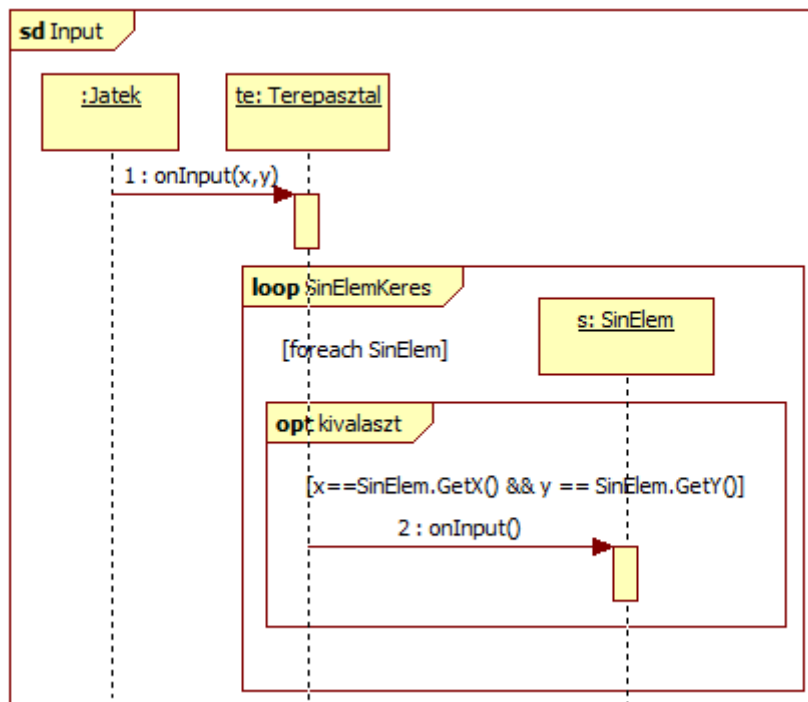 sd Input
:Jatek
te: Terepasztal
1 : onInput(x,y)
loop SinElemKeres
s: SinElem
[foreach SinElem]
opt kivalaszt
[x==SinElem.GetX() && y == SinElem.GetY()]
2 : onInput()